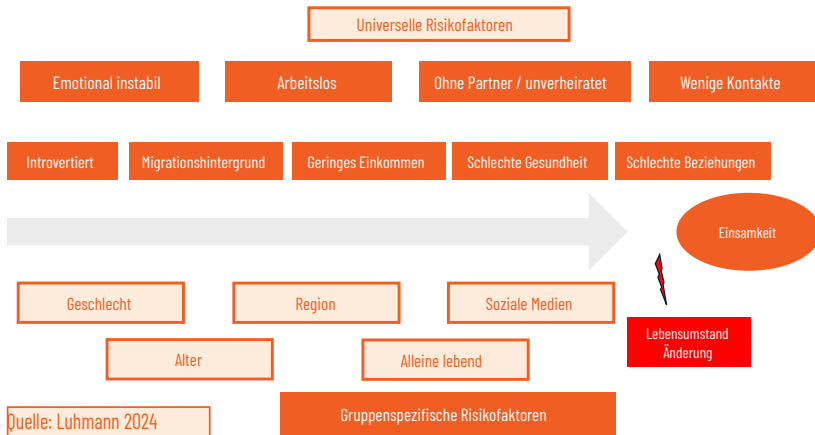 Universelle Risikofaktoren
Emotional instabil
Arbeitslos
Ohne Partner / unverheiratet
Wenige Kontakte
Introvertiert
Migrationshintergrund
Geringes Einkommen
Schlechte Gesundheit
Schlechte Beziehungen
Einsamkeit
Geschlecht
Region
Soziale Medien
Lebensumstand
Änderung
Alter
Alleine lebend
Quelle: Luhmann 2024
Gruppenspezifische Risikofaktoren